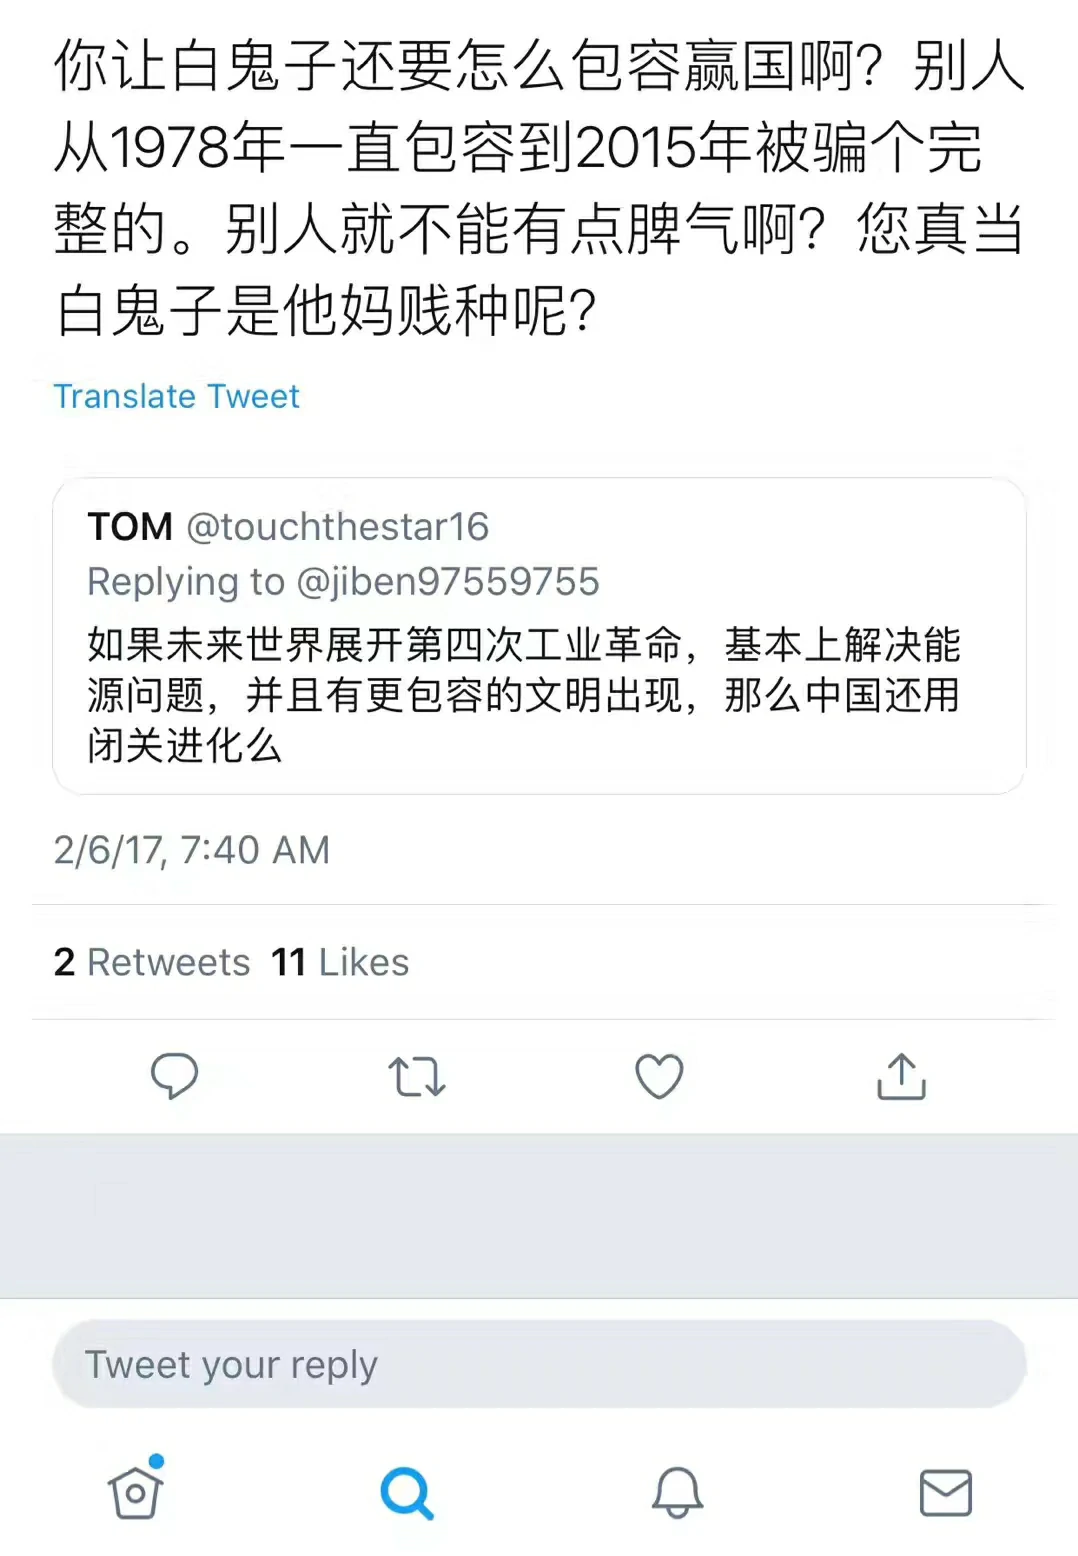 你让白鬼子还要怎么包容赢国啊？别人
从1978年一直包容到2015年被骗个完
整的。别人就不能有点脾气啊？您真当
白鬼子是他妈贱种呢？
Translate Tweet
TOM @touchthestar16
Replying to @jiben97559755
如果未来世界展开第四次工业革命，基本上解决能
源问题，并且有更包容的文明出现，那么中国还用
闭关进化么
2/6/17, 7:40 AM
2 Retweets 11 Likes
Tweet your reply